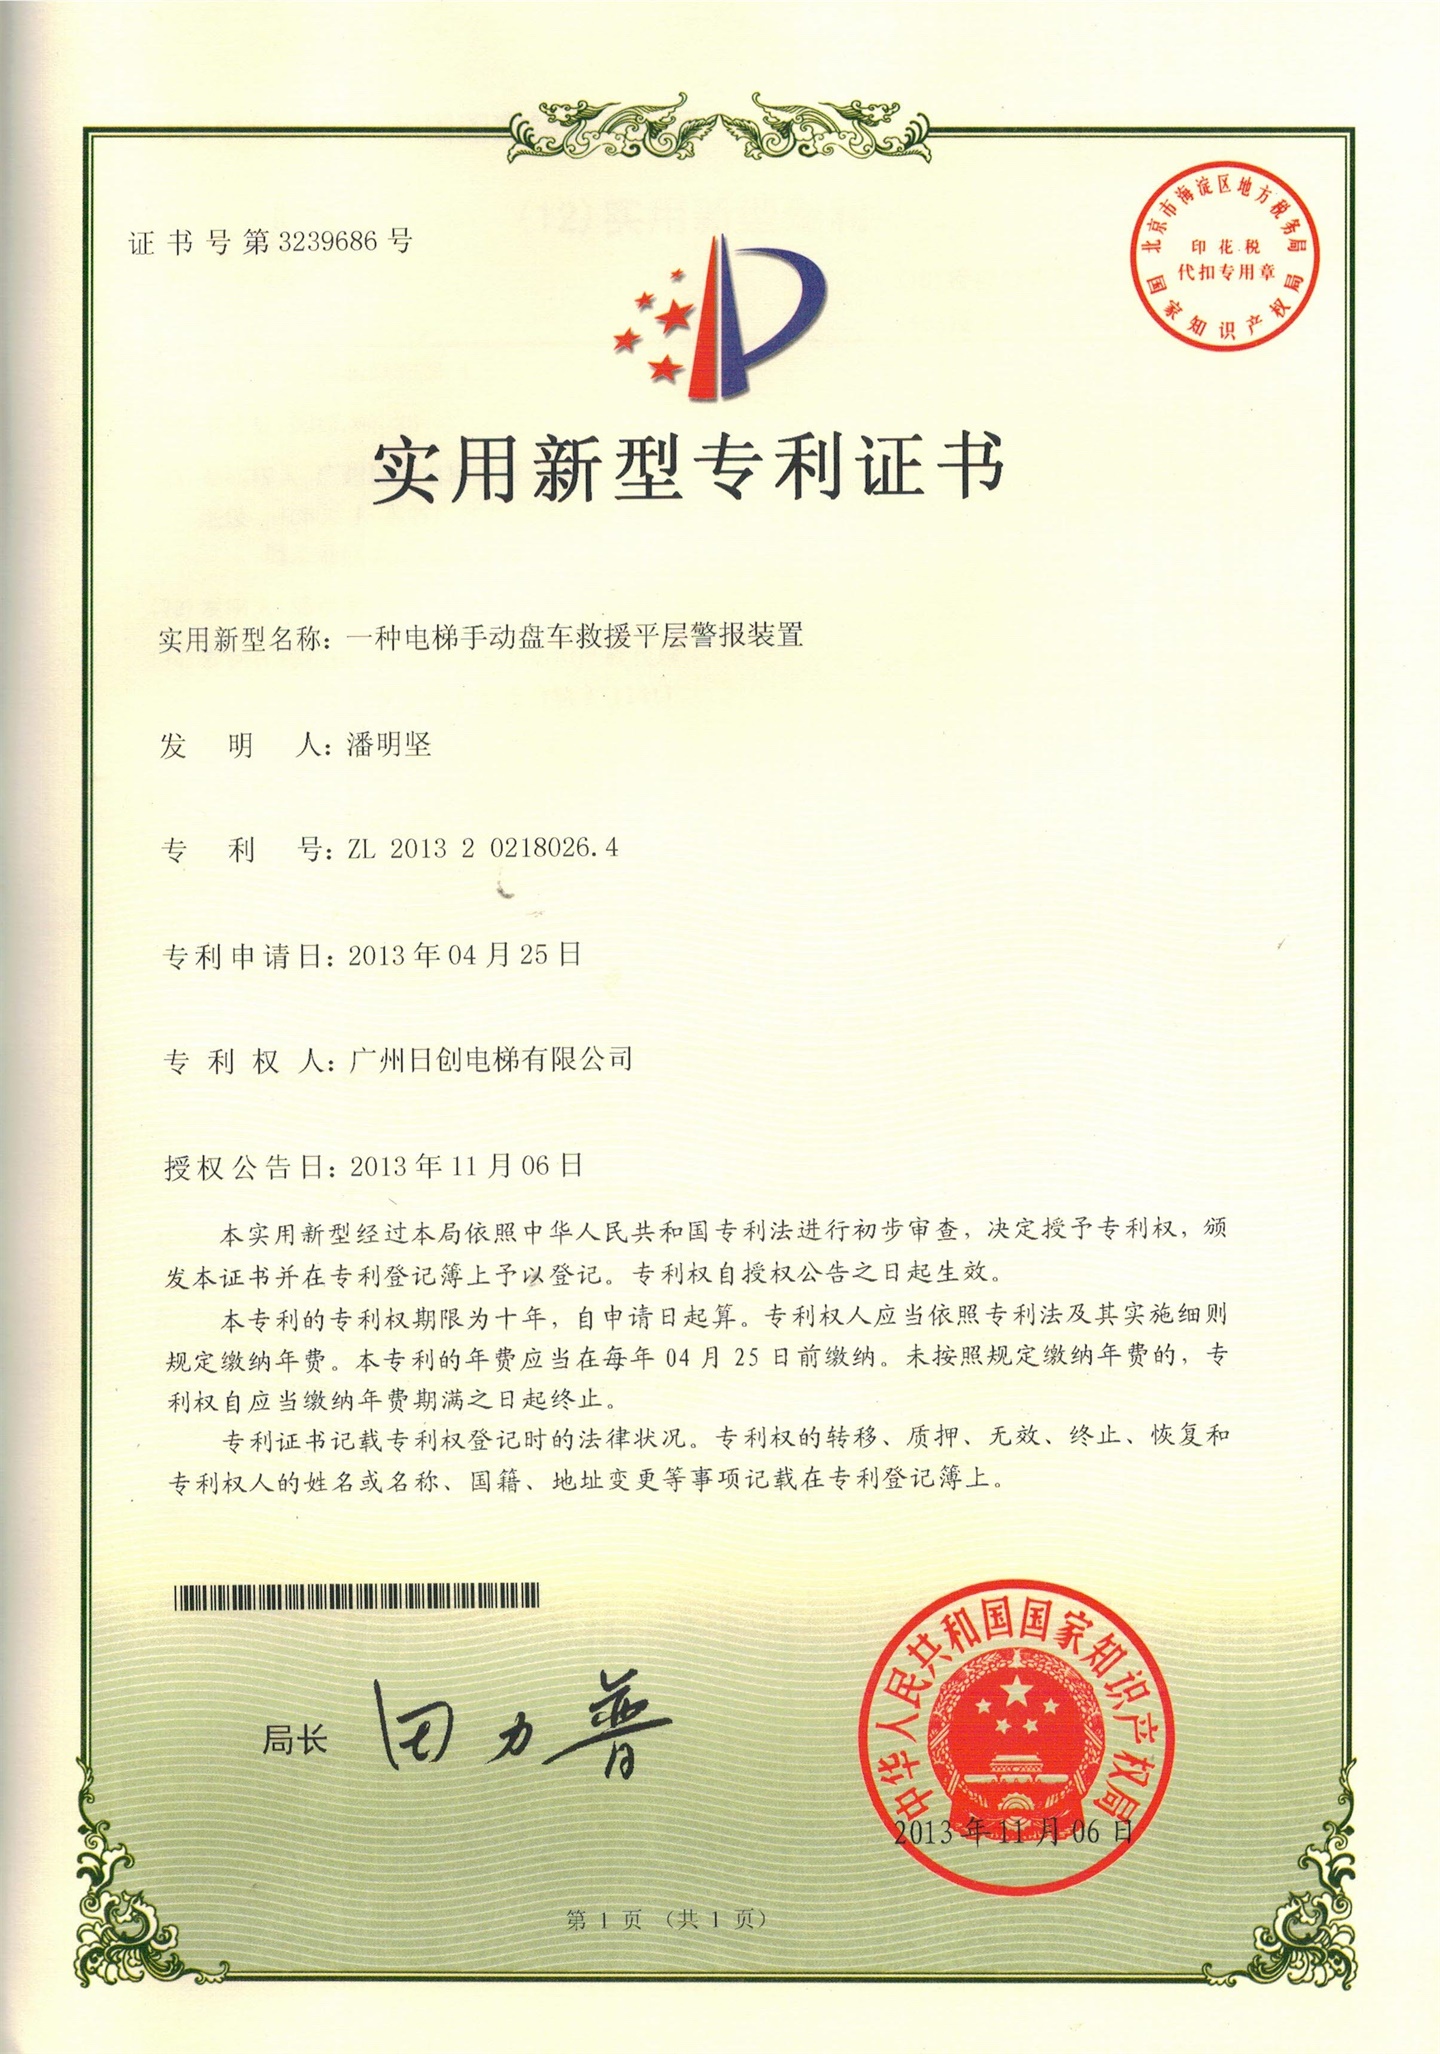 证书号第3239686号
北京市海淀区地方税务局
印花税
代扣专用章
国家知识产权局
实用新型专利证书
实用新型名称：一种电梯手动盘车救援平层警报装置
发明人：潘明坚
专利号：ZL 2013 2 0218026.4
专利申请日：2013年04月25日
专利权人：广州日创电梯有限公司
授权公告日：2013年11月06日
本实用新型经过本局依照中华人民共和国专利法进行初步审查，决定授予专利权，颁
发本证书并在专利登记簿上予以登记。专利权自授权公告之日起生效。
本专利的专利权期限为十年，自申请日起算。专利权人应当依照专利法及其实施细则
规定缴纳年费。本专利的年费应当在每年 04 月 25 日前缴纳。未按照规定缴纳年费的，专
利权自应当缴纳年费期满之日起终止。
专利证书记载专利权登记时的法律状况。专利权的转移、质押、无效、终止、恢复和
专利权人的姓名或名称、国籍、地址变更等事项记载在专利登记簿上。
局长 田力普
中华人民共和国国家知识产权局
2013年11月06日
第 1 页 （共 1 页）